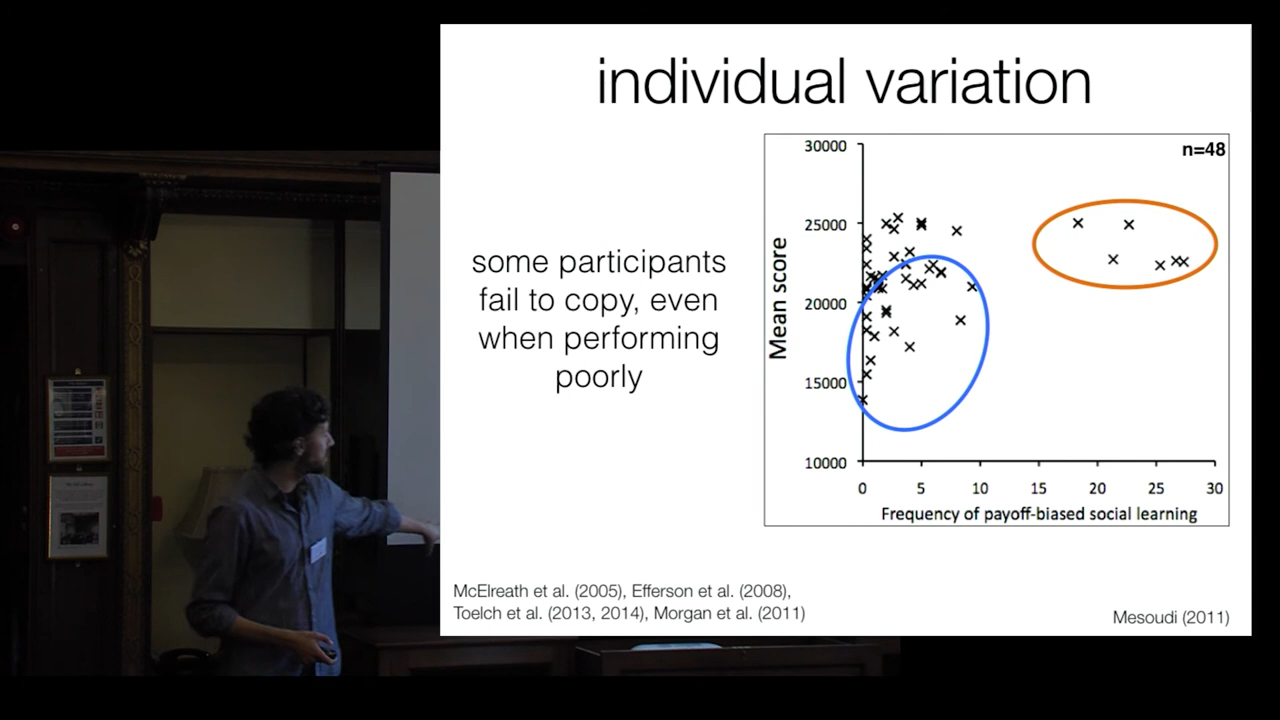 individual variation
some participants
fail to copy, even
when performing
poorly
n=48
30000
25000
20000
15000
10000
Mean score
0 5 10 15 20 25 30
Frequency of payoff-biased social learning
McElreath et al. (2005), Efferson et al. (2008),
Toelch et al. (2013, 2014), Morgan et al. (2011)
Mesoudi (2011)